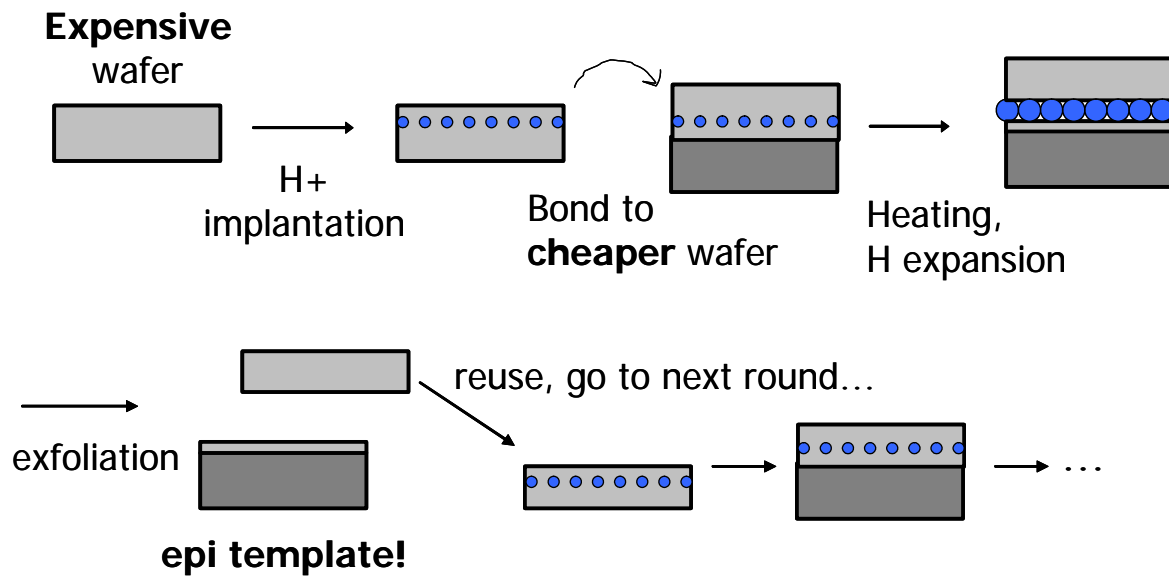 Expensive
wafer
H+
implantation
Bond to
cheaper wafer
Heating,
H expansion
exfoliation
epi template!
reuse, go to next round…
…